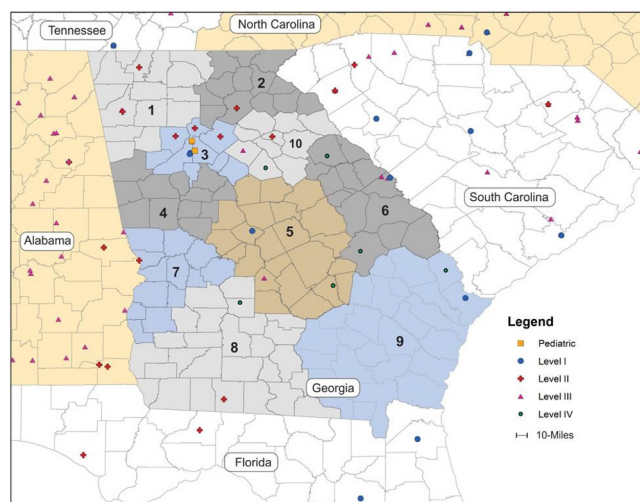 North Carolina
Tennessee
2
1
10
3
South Carolina
4
6
5
Alabama
7
Legend
Pediatric
Level I
9
Level II
8
Level III
Georgia
Level IV
10-Miles
Florida